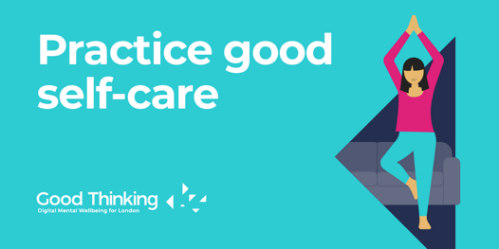 Practice good
self-care
Good Thinking
Digital Mental Wellbeing for London